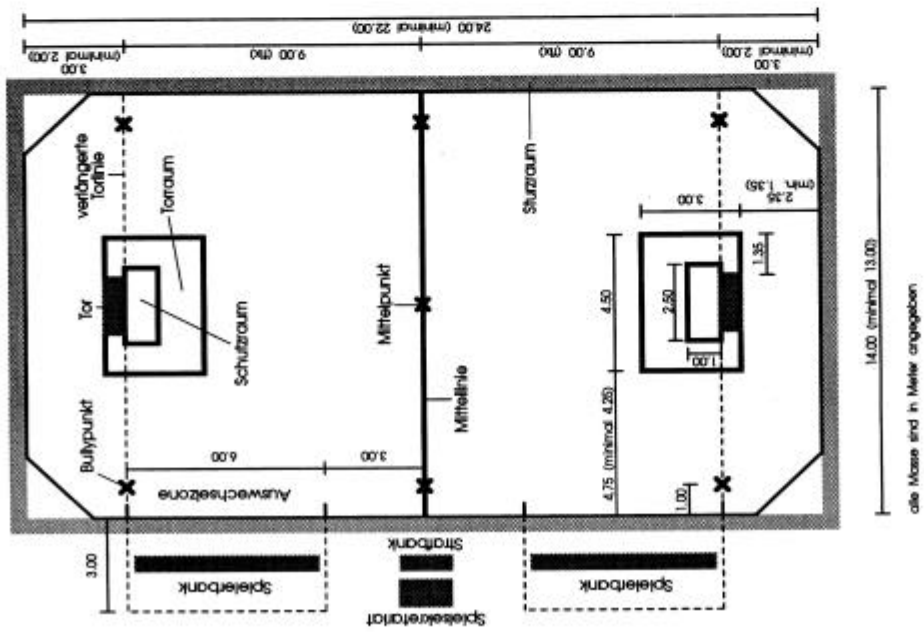 24.00 (minimal 22.00)
3.00
(minimal 2.00)
9.00 (fix)
9.00 (fix)
3.00
(minimal 2.00)
verlängerte
Torlinie
Torraum
Sturzraum
2.35
(min. 1.35)
3.00
1.35
Tor
Schutzraum
Mittelpunkt
4.50
2.50
1.00
14.00 (minimal 13.00)
Bullypunkt
6.00
3.00
Mittellinie
4.75 (minimal 4.25)
Auswechselzone
1.00
3.00
Spielerbank
Strafbank
Spielsekretariat
Spielerbank
alle Masse sind in Meter angegeben